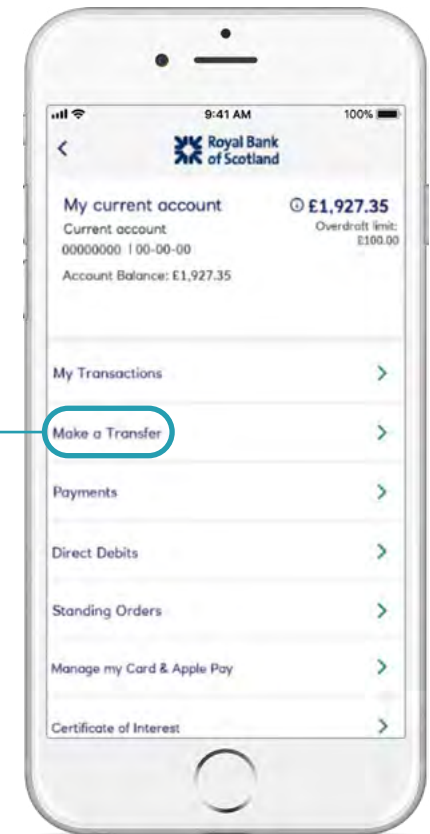 9:41 AM
100%
Royal Bank
of Scotland
My current account
£1,927.35
Current account
Overdraft limit:
£100.00
00000000 | 00-00-00
Account Balance: £1,927.35
My Transactions
Make a Transfer
Payments
Direct Debits
Standing Orders
Manage my Card & Apple Pay
Certificate of Interest